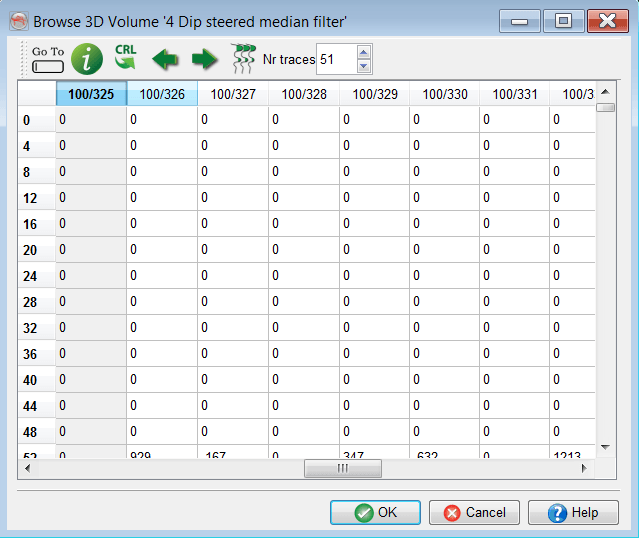 Browse 3D Volume '4 Dip steered median filter'
Go To i CRL Nr traces 51
100/325 100/326 100/327 100/328 100/329 100/330 100/331 100/3
0 0 0 0 0 0 0 0 0
4 0 0 0 0 0 0 0 0
8 0 0 0 0 0 0 0 0
12 0 0 0 0 0 0 0 0
16 0 0 0 0 0 0 0 0
20 0 0 0 0 0 0 0 0
24 0 0 0 0 0 0 0 0
28 0 0 0 0 0 0 0 0
32 0 0 0 0 0 0 0 0
36 0 0 0 0 0 0 0 0
40 0 0 0 0 0 0 0 0
44 0 0 0 0 0 0 0 0
48 0 0 0 0 0 0 0 0
52 0 929 0 632 0 1213
OK Cancel ? Help